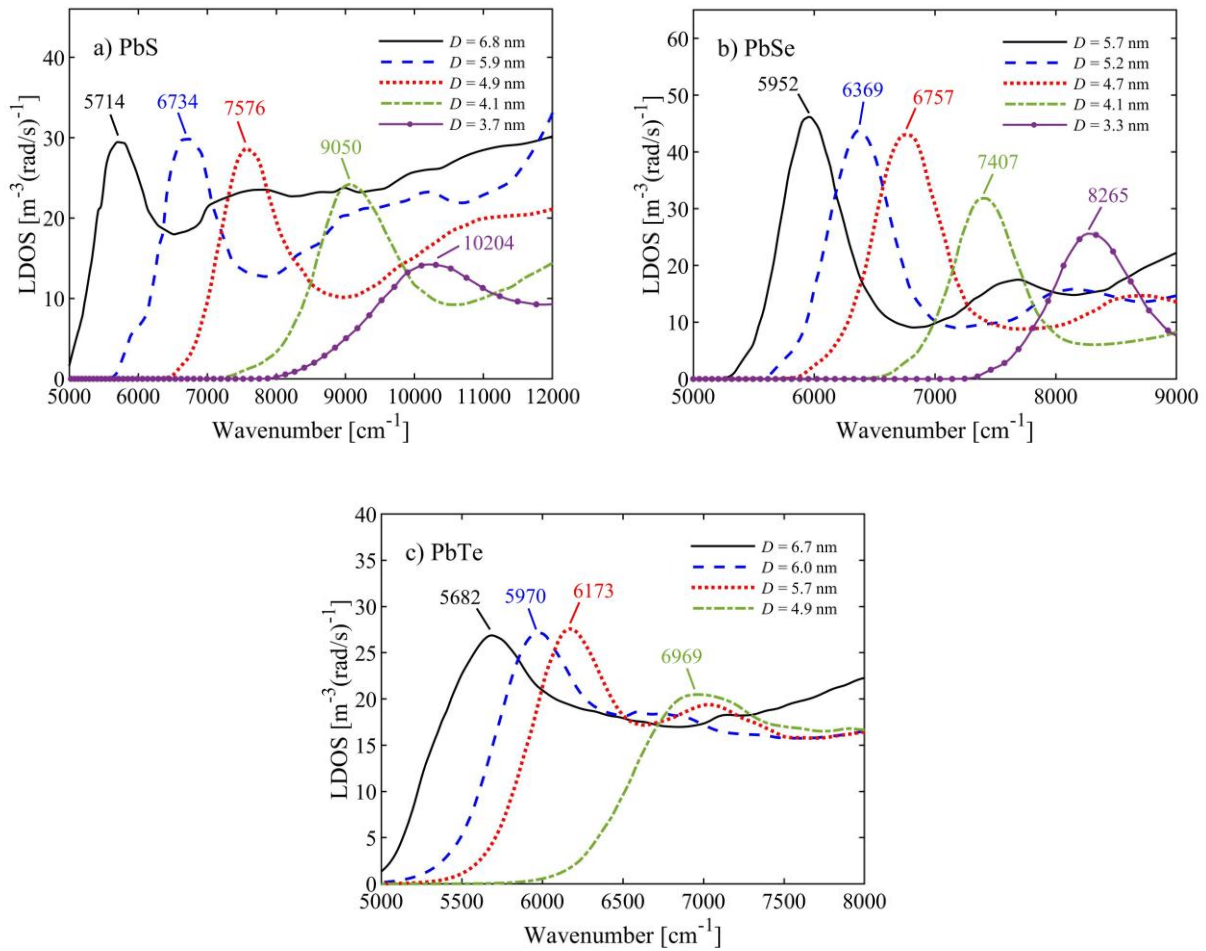 a) PbS
D = 6.8 nm
D = 5.9 nm
D = 4.9 nm
D = 4.1 nm
D = 3.7 nm
5714
6734
7576
9050
10204
LDOS [m⁻³(rad/s)⁻¹]
50
40
30
20
10
0
5000 6000 7000 8000 9000 10000 11000 12000
Wavenumber [cm⁻¹]
b) PbSe
D = 5.7 nm
D = 5.2 nm
D = 4.7 nm
D = 4.1 nm
D = 3.3 nm
5952
6369
6757
7407
8265
LDOS [m⁻³(rad/s)⁻¹]
60
50
40
30
20
10
0
5000 6000 7000 8000 9000
Wavenumber [cm⁻¹]
c) PbTe
D = 6.7 nm
D = 6.0 nm
D = 5.7 nm
D = 4.9 nm
5682
5970
6173
6969
LDOS [m⁻³(rad/s)⁻¹]
40
35
30
25
20
15
10
5
0
5000 5500 6000 6500 7000 7500 8000
Wavenumber [cm⁻¹]